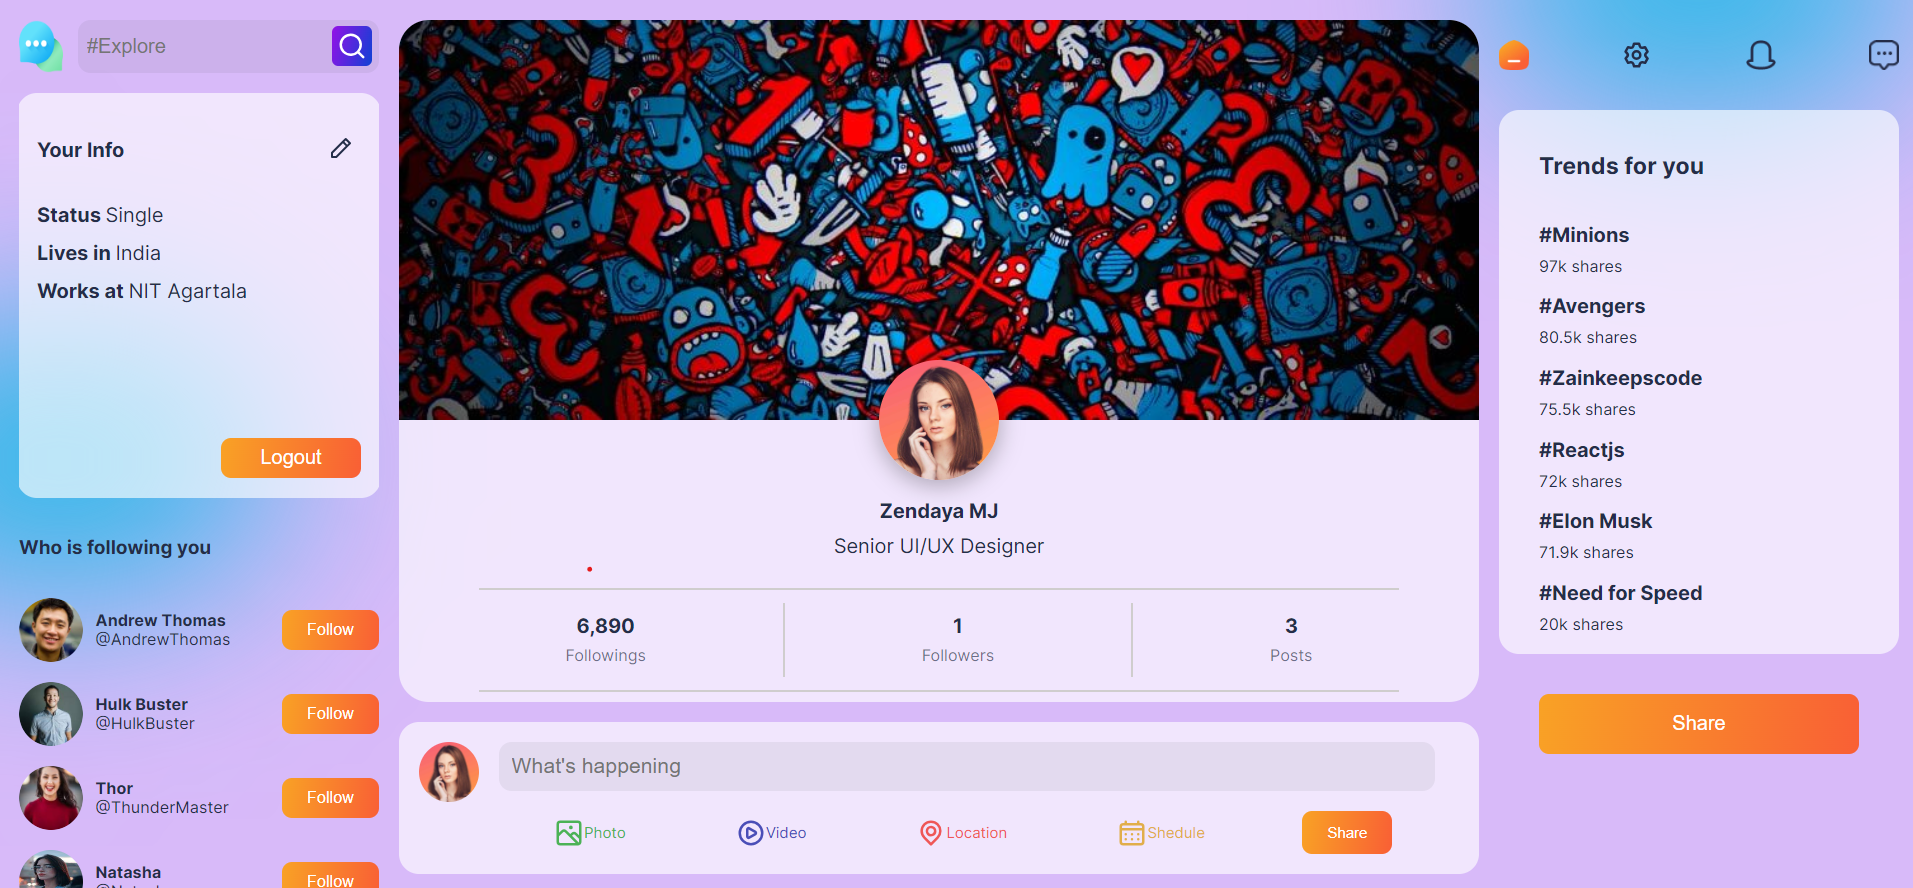 #Explore
Your Info
Status Single
Lives in India
Works at NIT Agartala
Logout
Who is following you
Andrew Thomas
@AndrewThomas
Follow
Hulk Buster
@HulkBuster
Follow
Thor
@ThunderMaster
Follow
Natasha
Follow
Zendaya MJ
Senior UI/UX Designer
6,890
Followings
1
Followers
3
Posts
What's happening
Photo
Video
Location
Shedule
Share
Trends for you
#Minions
97k shares
#Avengers
80.5k shares
#Zainkeepscode
75.5k shares
#Reactjs
72k shares
#Elon Musk
71.9k shares
#Need for Speed
20k shares
Share